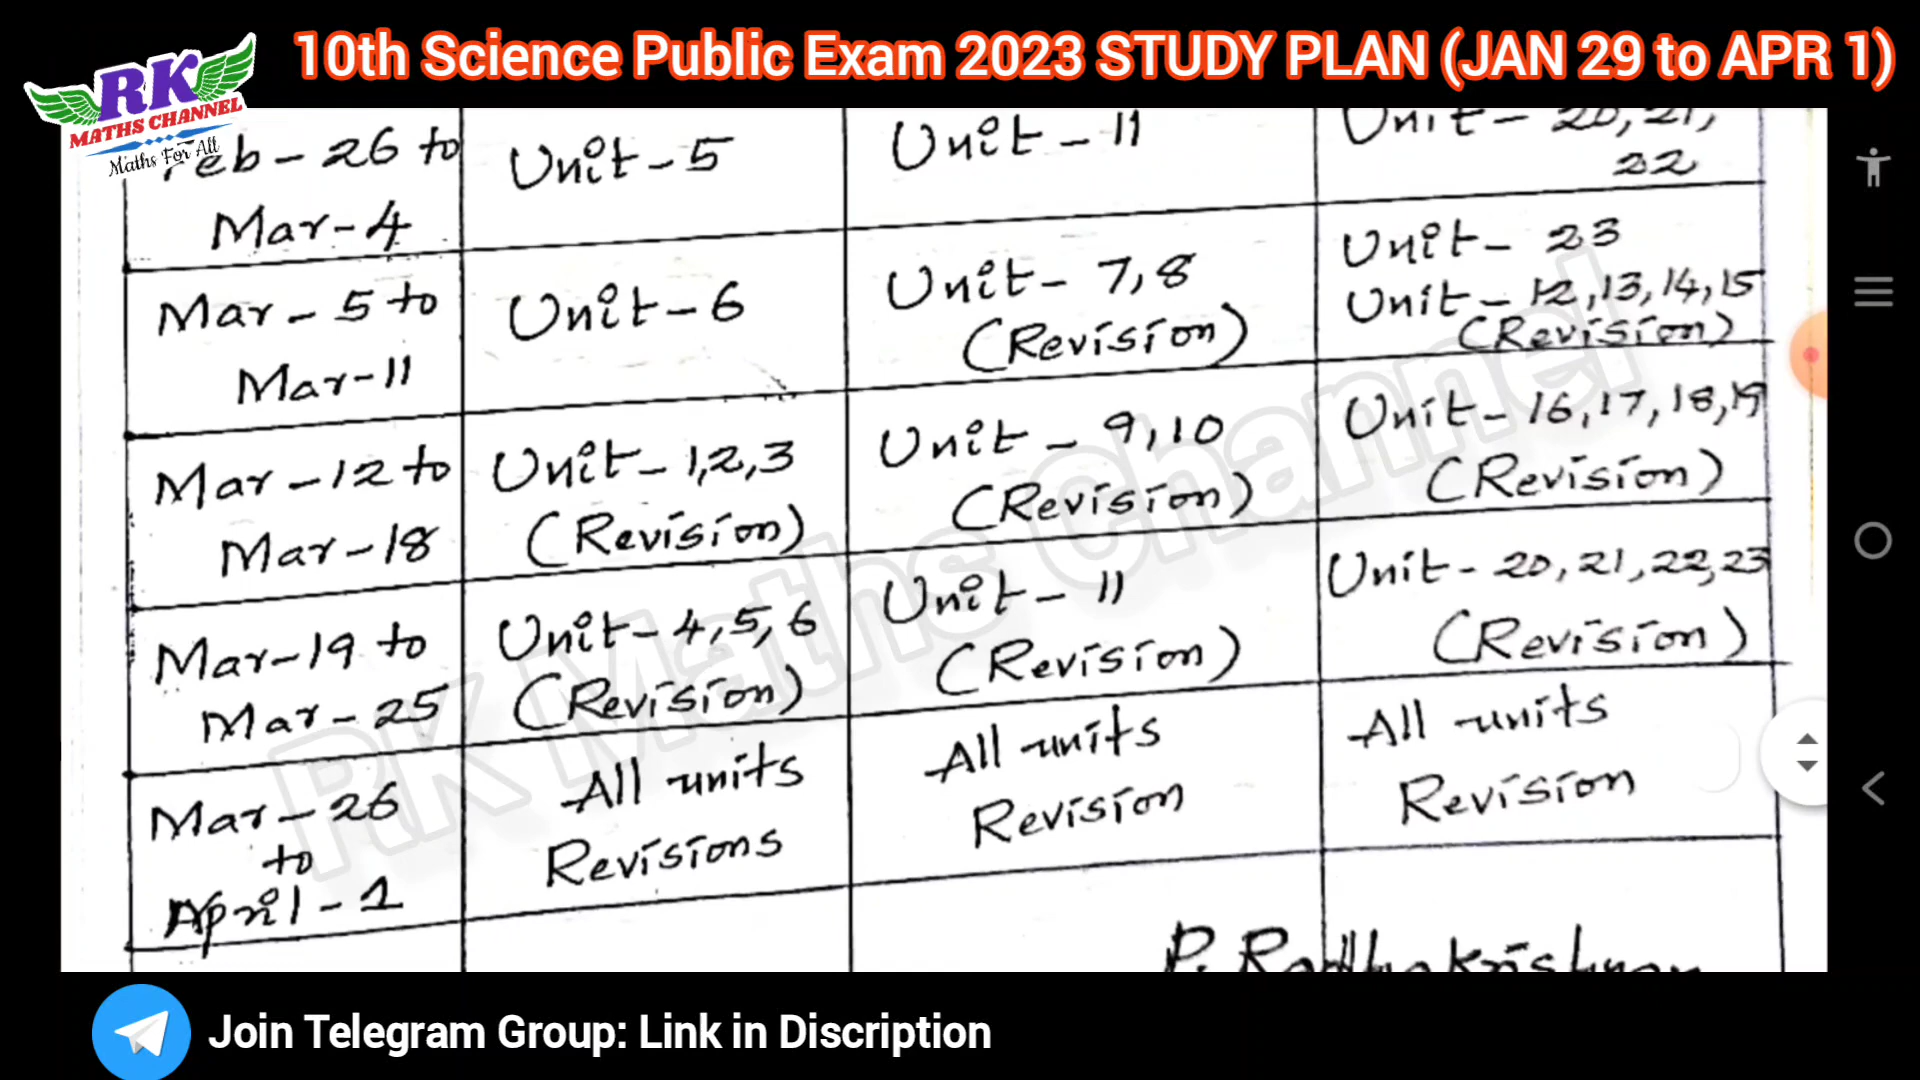 10th Science Public Exam 2023 STUDY PLAN (JAN 29 to APR 1)
RK
MATHS CHANNEL
Maths For All
Feb - 26 to
Mar - 4
Unit - 5
Unit - 11
Unit - 20, 21,
22
Mar - 5 to
Mar - 11
Unit - 6
Unit - 7, 8
(Revision)
Unit - 23
Unit - 12, 13, 14, 15
(Revision)
Mar - 12 to
Mar - 18
Unit - 1, 2, 3
(Revision)
Unit - 9, 10
(Revision)
Unit - 16, 17, 18, 19
(Revision)
Mar - 19 to
Mar - 25
Unit - 4, 5, 6
(Revision)
Unit - 11
(Revision)
Unit - 20, 21, 22, 23
(Revision)
Mar - 26
to
April - 1
All units
Revisions
All units
Revision
All units
Revision
P. Radhakrishnan
RK Maths Channel
Join Telegram Group: Link in Discription